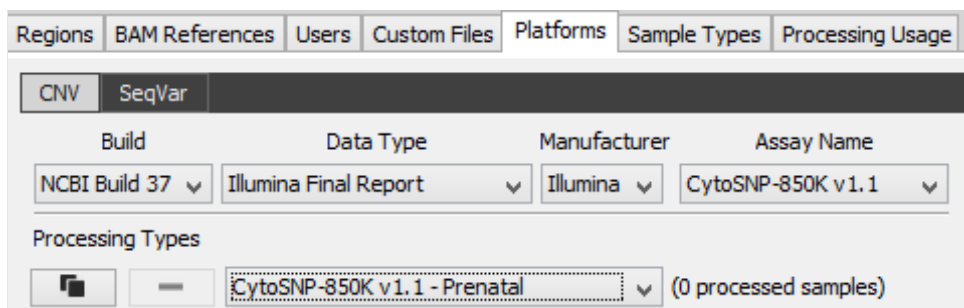 Regions BAM References Users Custom Files Platforms Sample Types Processing Usage
CNV SeqVar
Build Data Type Manufacturer Assay Name
NCBI Build 37 Illumina Final Report Illumina CytoSNP-850K v1.1
Processing Types
CytoSNP-850K v1.1 - Prenatal (0 processed samples)